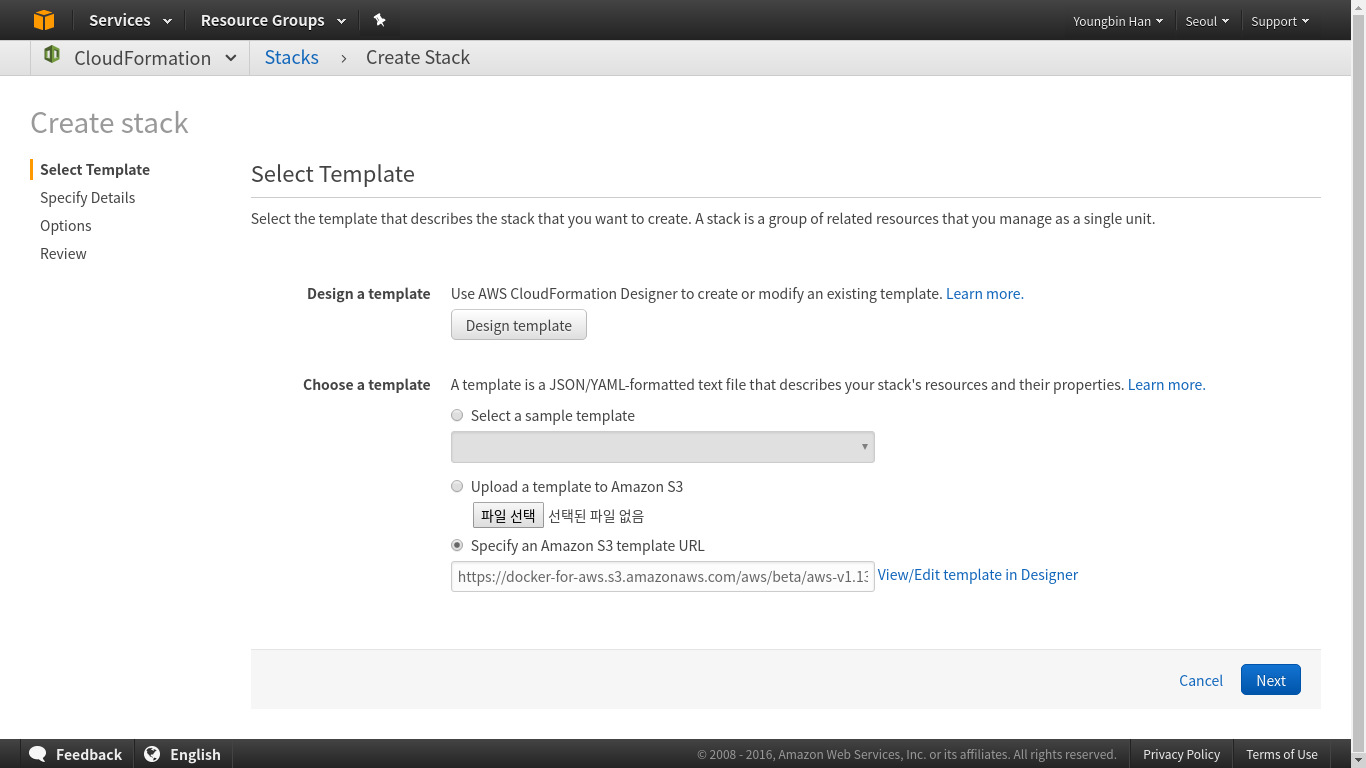 Services Resource Groups Youngbin Han Seoul Support
CloudFormation Stacks › Create Stack
Create stack
Select Template
Specify Details
Options
Review
Select Template
Select the template that describes the stack that you want to create. A stack is a group of related resources that you manage as a single unit.
Design a template Use AWS CloudFormation Designer to create or modify an existing template. Learn more.
Design template
Choose a template A template is a JSON/YAML-formatted text file that describes your stack's resources and their properties. Learn more.
Select a sample template
Upload a template to Amazon S3
파일 선택 선택된 파일 없음
Specify an Amazon S3 template URL
https://docker-for-aws.s3.amazonaws.com/aws/beta/aws-v1.13 View/Edit template in Designer
Cancel Next
Feedback English © 2008 - 2016, Amazon Web Services, Inc. or its affiliates. All rights reserved. Privacy Policy Terms of Use